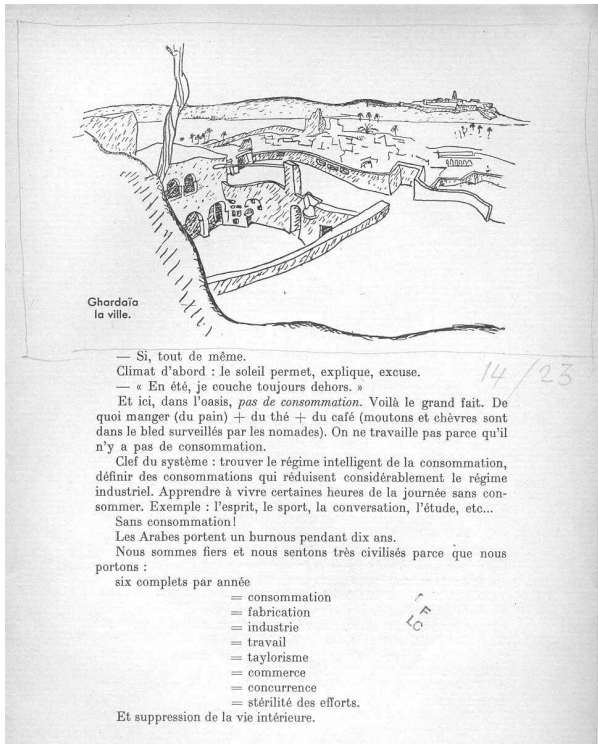 Ghardaïa
la ville.
— Si, tout de même.
Climat d'abord : le soleil permet, explique, excuse.
— « En été, je couche toujours dehors. »
14/23
Et ici, dans l'oasis, pas de consommation. Voilà le grand fait. De
quoi manger (du pain) + du thé + du café (moutons et chèvres sont
dans le bled surveillés par les nomades). On ne travaille pas parce qu'il
n'y a pas de consommation.
Clef du système : trouver le régime intelligent de la consommation,
définir des consommations qui réduisent considérablement le régime
industriel. Apprendre à vivre certaines heures de la journée sans con-
sommer. Exemple : l'esprit, le sport, la conversation, l'étude, etc...
Sans consommation!
Les Arabes portent un burnous pendant dix ans.
Nous sommes fiers et nous sentons très civilisés parce que nous
portons :
six complets par année
= consommation
= fabrication
= industrie
= travail
= taylorisme
= commerce
= concurrence
= stérilité des efforts.
FLC
Et suppression de la vie intérieure.